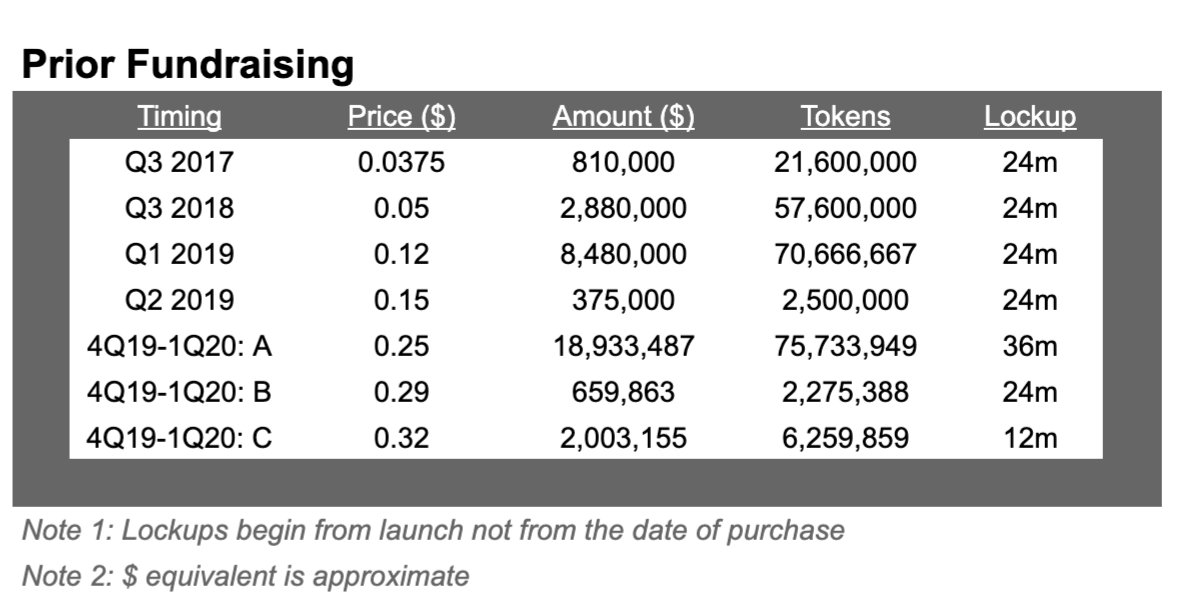 Prior Fundraising
Timing Price ($) Amount ($) Tokens Lockup
Q3 2017 0.0375 810,000 21,600,000 24m
Q3 2018 0.05 2,880,000 57,600,000 24m
Q1 2019 0.12 8,480,000 70,666,667 24m
Q2 2019 0.15 375,000 2,500,000 24m
4Q19-1Q20: A 0.25 18,933,487 75,733,949 36m
4Q19-1Q20: B 0.29 659,863 2,275,388 24m
4Q19-1Q20: C 0.32 2,003,155 6,259,859 12m
Note 1: Lockups begin from launch not from the date of purchase
Note 2: $ equivalent is approximate